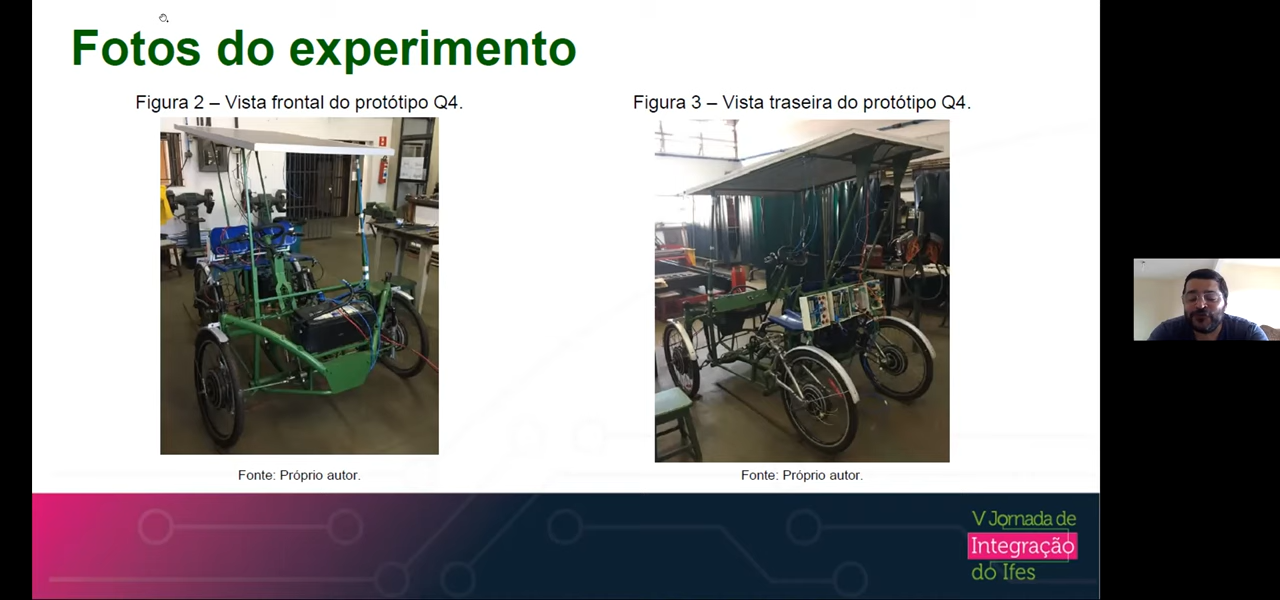 Fotos do experimento
Figura 2 – Vista frontal do protótipo Q4.
Figura 3 – Vista traseira do protótipo Q4.
Fonte: Próprio autor.
Fonte: Próprio autor.
V Jornada de
Integração
do Ifes